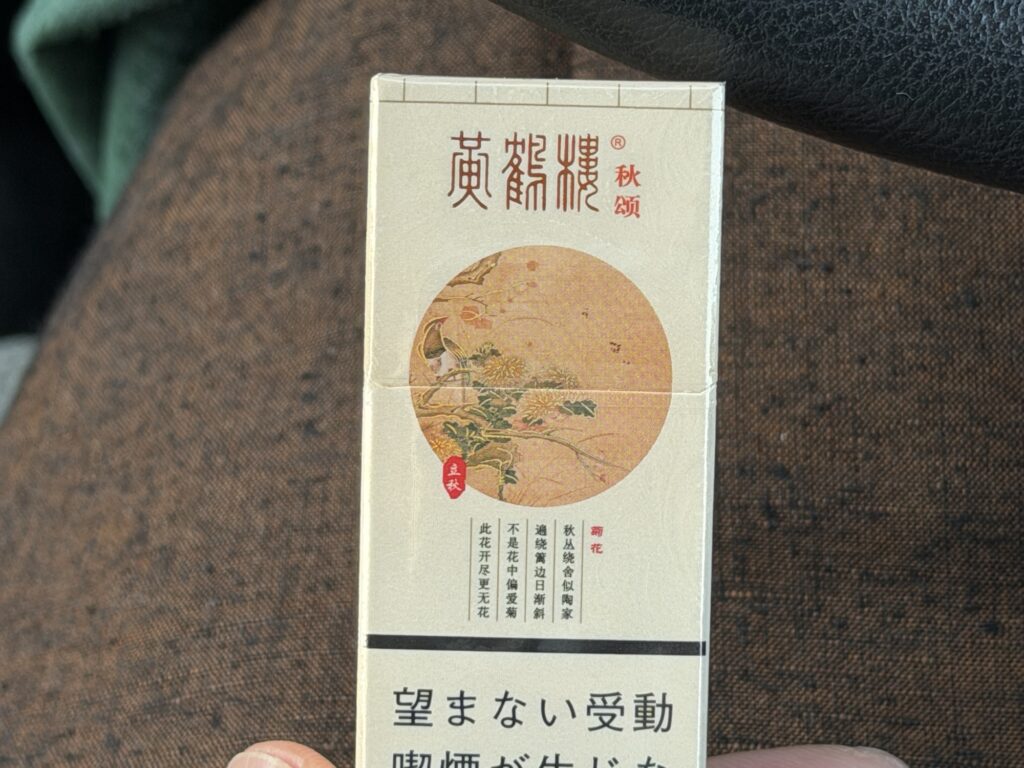 黃鶴樓®
秋颂
立秋
菊花
秋丛绕舍似陶家
遍绕篱边日渐斜
不是花中偏爱菊
此花开尽更无花
望まない受動
喫煙が生じな